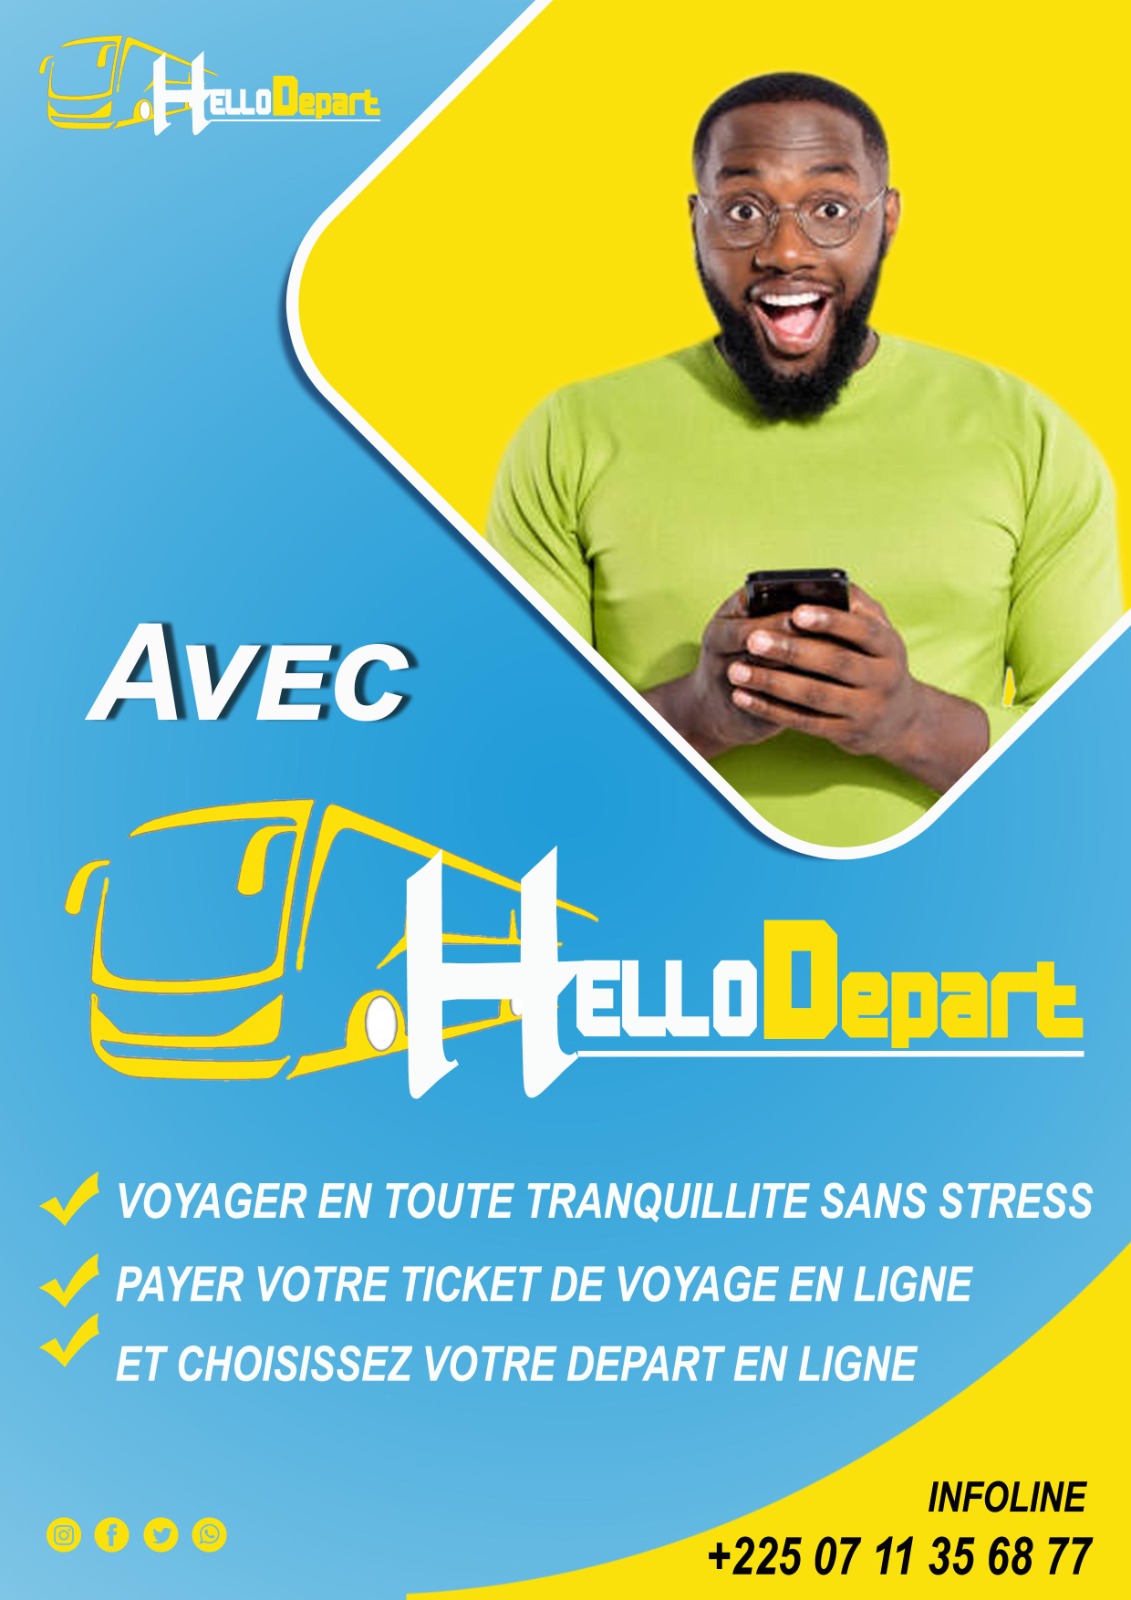 HELLODepart
AVEC
HELLODepart
VOYAGER EN TOUTE TRANQUILLITE SANS STRESS
PAYER VOTRE TICKET DE VOYAGE EN LIGNE
ET CHOISISSEZ VOTRE DEPART EN LIGNE
INFOLINE
+225 07 11 35 68 77